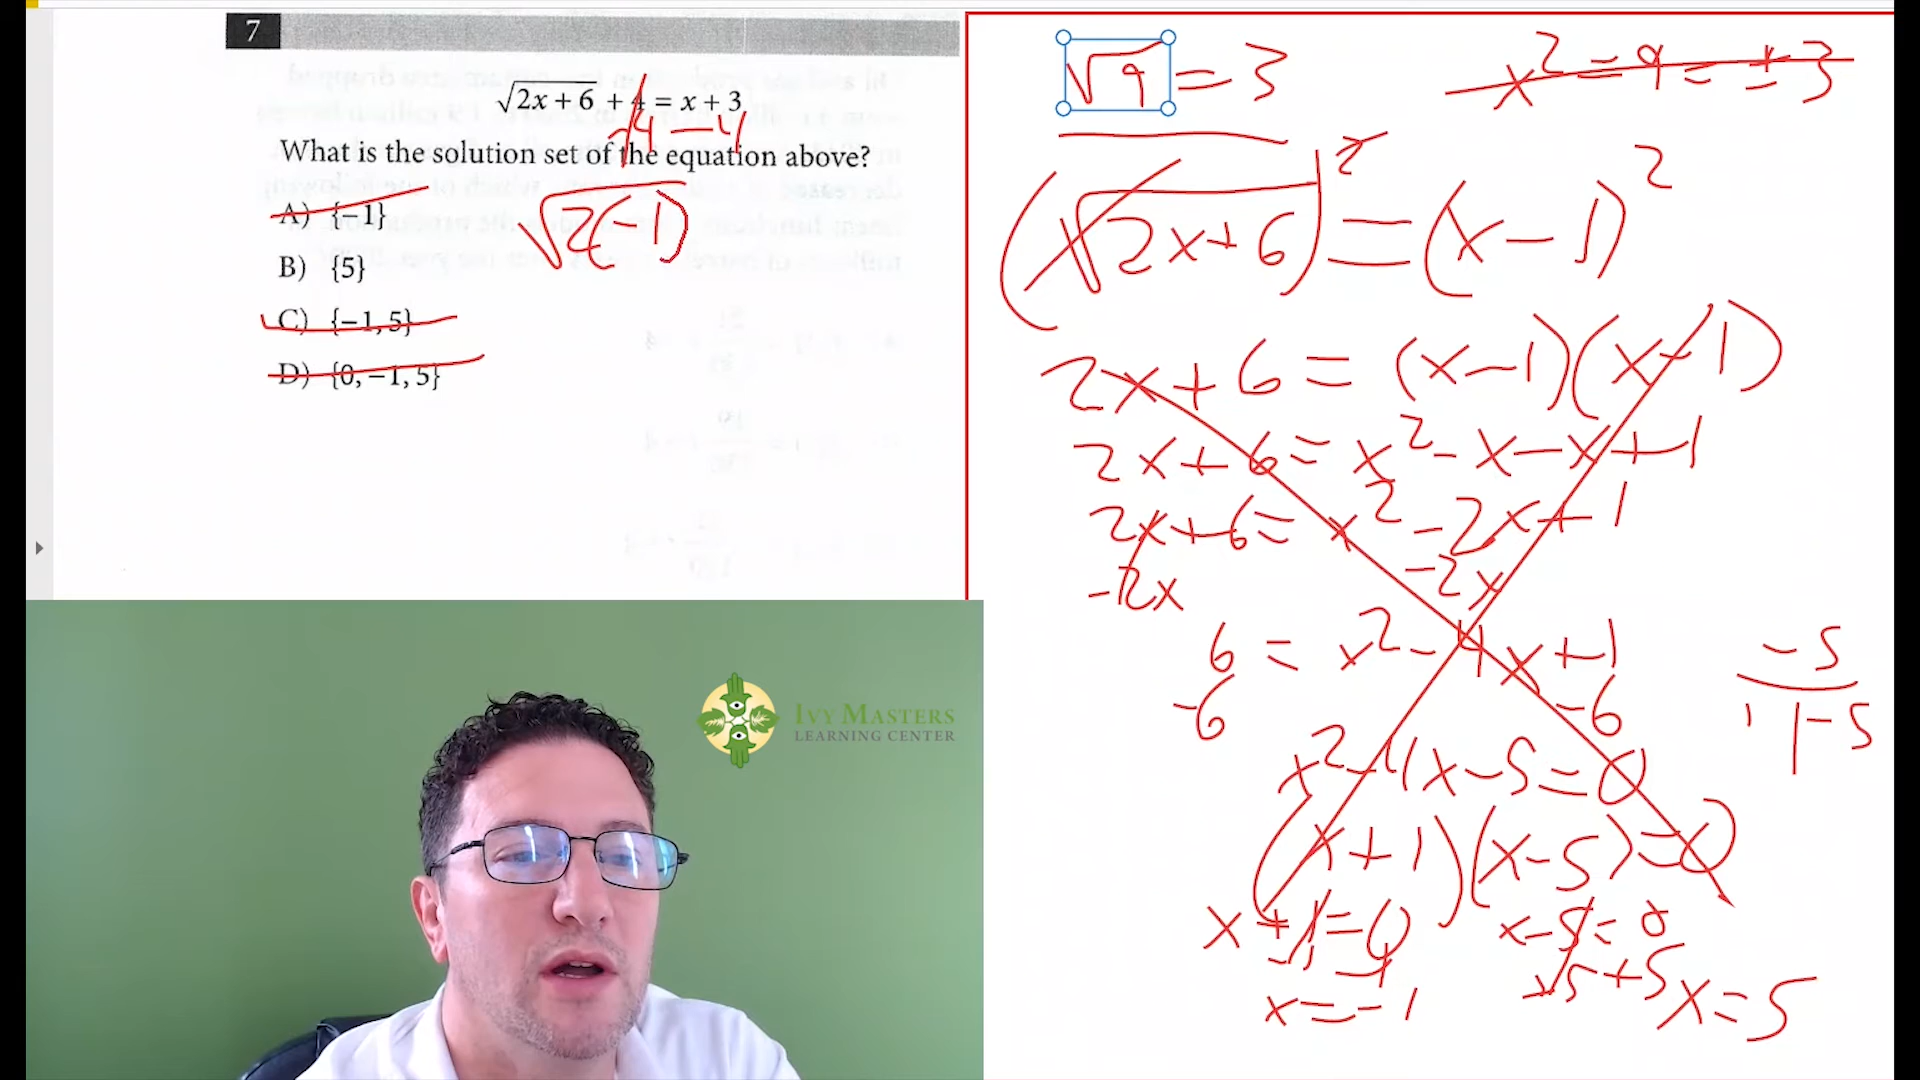 7
√2x + 6 + 4 = x + 3
-4 -4
What is the solution set of the equation above?
A) {−1}
B) {5}
C) {−1, 5}
D) {0, −1, 5}
√2(-1)
√9 = 3
x² = 9 = ±3
(√2x+6)² = (x-1)²
2x+6 = (x-1)(x-1)
2x+6 = x² - x - x + 1
2x+6 = x² - 2x + 1
-2x -2x
6 = x² - 4x + 1
-6 -6
x² - 4x - 5 = 0
-5
1 | -5
(x+1)(x-5) = 0
x+1=0 x-5=0
-1 -1 +5 +5
x=-1 x=5
IVY MASTERS
LEARNING CENTER